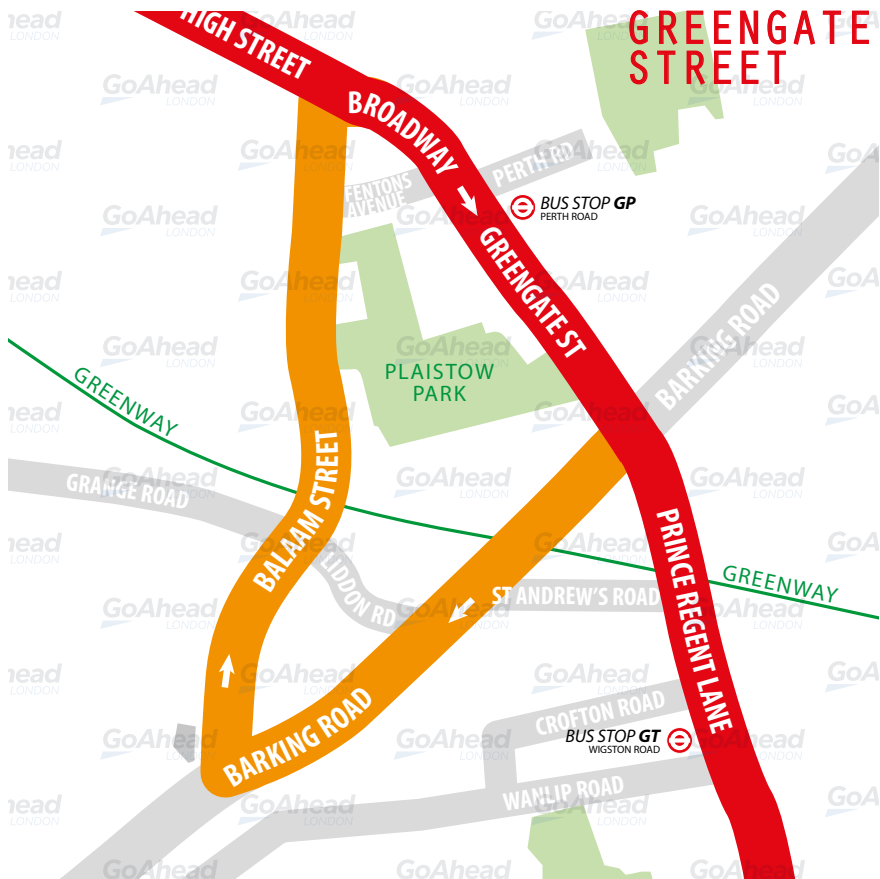 GREENGATE
STREET
HIGH STREET
BROADWAY
PERTH RD
FENTONS
AVENUE
BUS STOP GP
PERTH ROAD
GREENGATE ST
BARKING ROAD
PLAISTOW
PARK
GREENWAY
GRANGE ROAD
BALAAM STREET
LIDDON RD
ST ANDREW'S ROAD
PRINCE REGENT LANE
GREENWAY
CROFTON ROAD
BUS STOP GT
WIGSTON ROAD
BARKING ROAD
WANLIP ROAD
GoAhead
LONDON